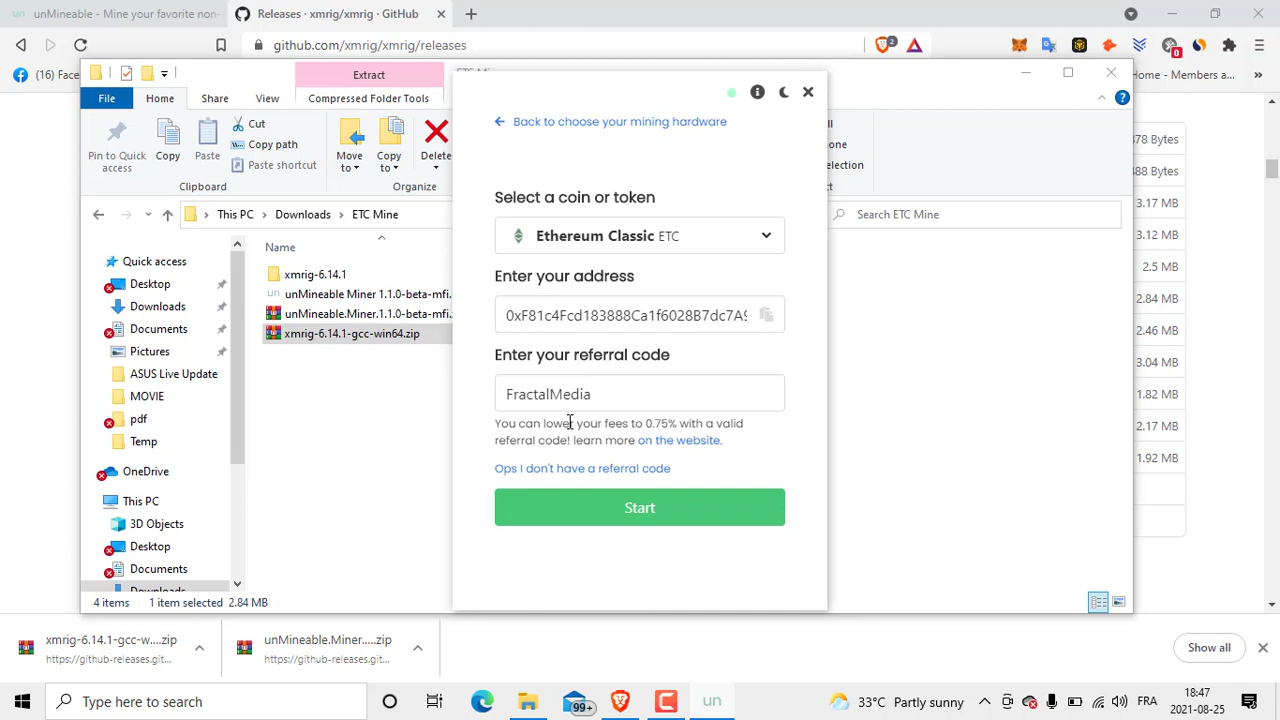 unMineable - Mine your favorite non-
Releases · xmrig/xmrig · GitHub
github.com/xmrig/xmrig/releases
(16) Face
Home - Members a
Extract
ETC Mine
File
Home
Share
View
Compressed Folder Tools
Pin to Quick
access
Copy
Paste
Cut
Copy path
Paste shortcut
Move
to
Copy
to
Delete
Clipboard
Organize
This PC
Downloads
ETC Mine
Search ETC Mine
Name
Quick access
Desktop
Downloads
Documents
Pictures
ASUS Live Update
MOVIE
pdf
Temp
OneDrive
This PC
3D Objects
Desktop
Documents
xmrig-6.14.1
unMineable Miner 1.1.0-beta-mfi.
unMineable.Miner.1.1.0-beta-mfi.
xmrig-6.14.1-gcc-win64.zip
4 items
1 item selected 2.84 MB
Back to choose your mining hardware
Select a coin or token
Ethereum Classic ETC
Enter your address
0xF81c4Fcd183888Ca1f6028B7dc7A9
Enter your referral code
FractalMedia
You can lower your fees to 0.75% with a valid
referral code! learn more on the website.
Ops I don't have a referral code
Start
3.17 MB
3.12 MB
2.5 MB
2.84 MB
2.46 MB
3.04 MB
1.82 MB
2.17 MB
1.92 MB
xmrig-6.14.1-gcc-w....zip
https://github-releases.git...
unMineable.Miner.....zip
https://github-releases.git...
Show all
Type here to search
99+
33°C Partly sunny
FRA
18:47
2021-08-25